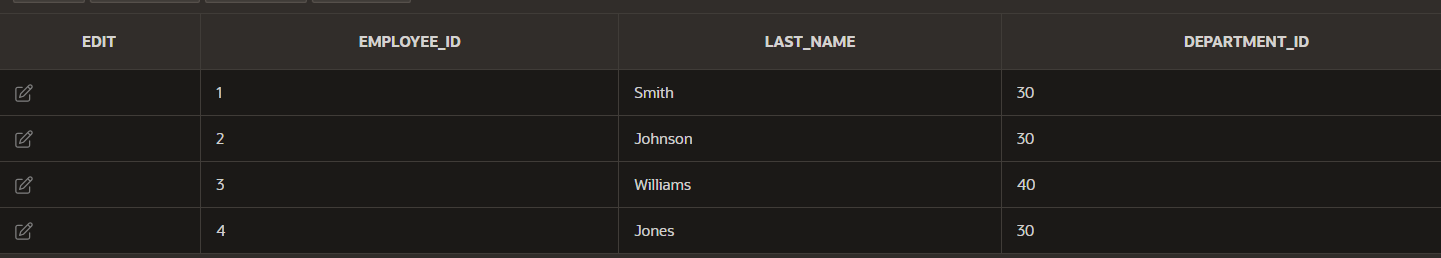 EDIT EMPLOYEE_ID LAST_NAME DEPARTMENT_ID
1 Smith 30
2 Johnson 30
3 Williams 40
4 Jones 30